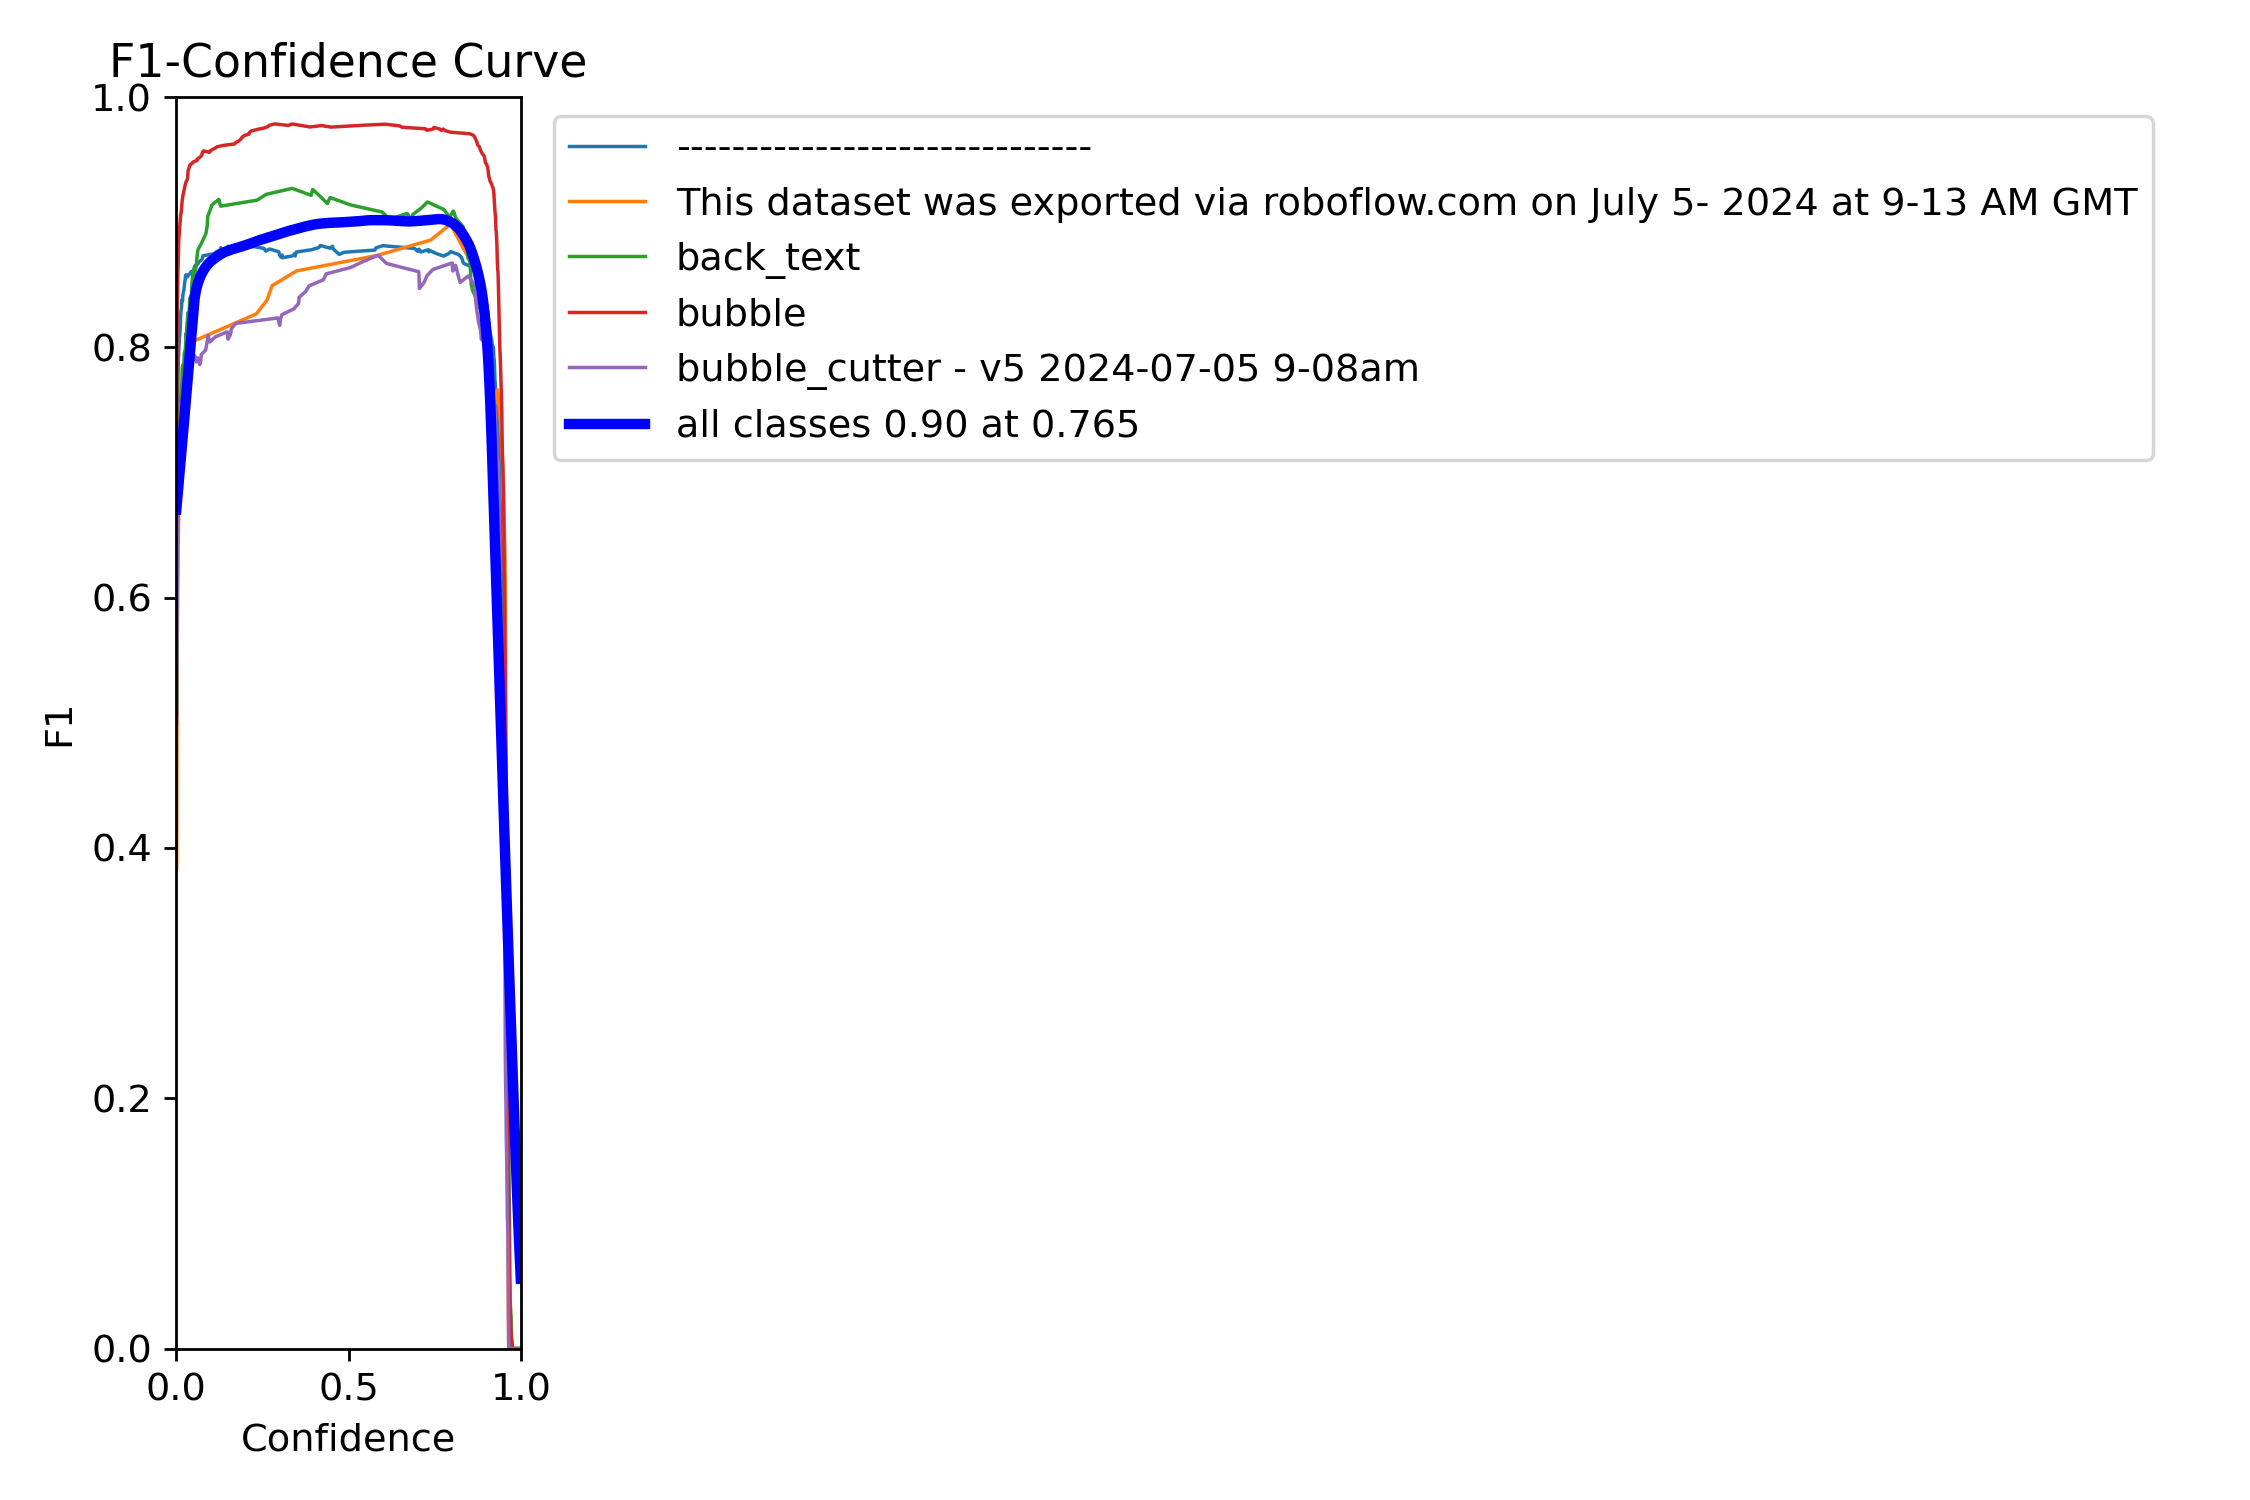 F1-Confidence Curve
1.0
0.8
0.6
0.4
0.2
0.0
F1
0.0 0.5 1.0
Confidence
------------------------------
This dataset was exported via roboflow.com on July 5- 2024 at 9-13 AM GMT
back_text
bubble
bubble_cutter - v5 2024-07-05 9-08am
all classes 0.90 at 0.765